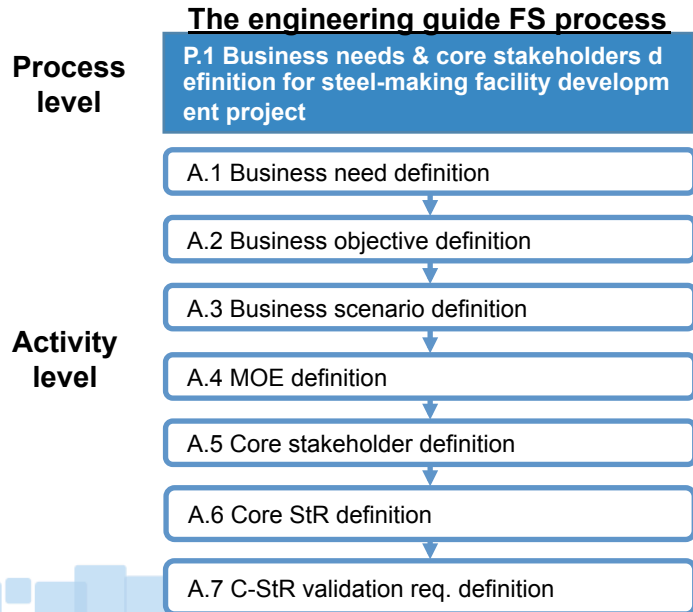 The engineering guide FS process
Process
level
P.1 Business needs & core stakeholders d
efinition for steel-making facility developm
ent project
A.1 Business need definition
A.2 Business objective definition
A.3 Business scenario definition
Activity
level
A.4 MOE definition
A.5 Core stakeholder definition
A.6 Core StR definition
A.7 C-StR validation req. definition